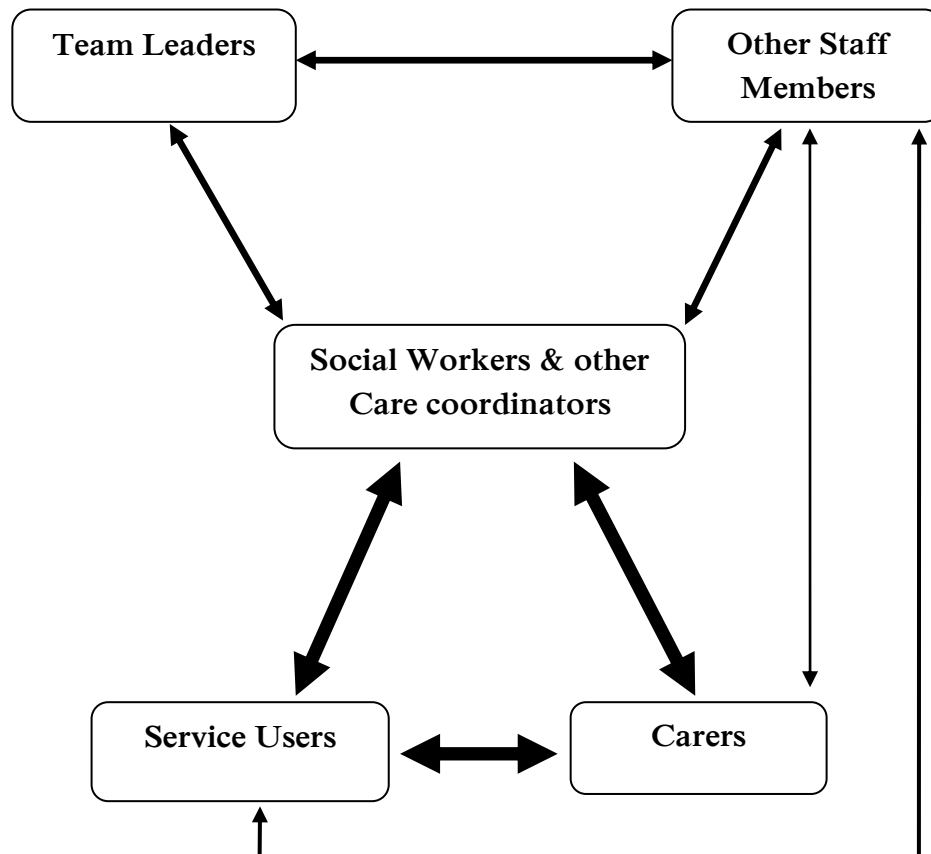 Team Leaders
Other Staff
Members
Social Workers & other
Care coordinators
Service Users
Carers